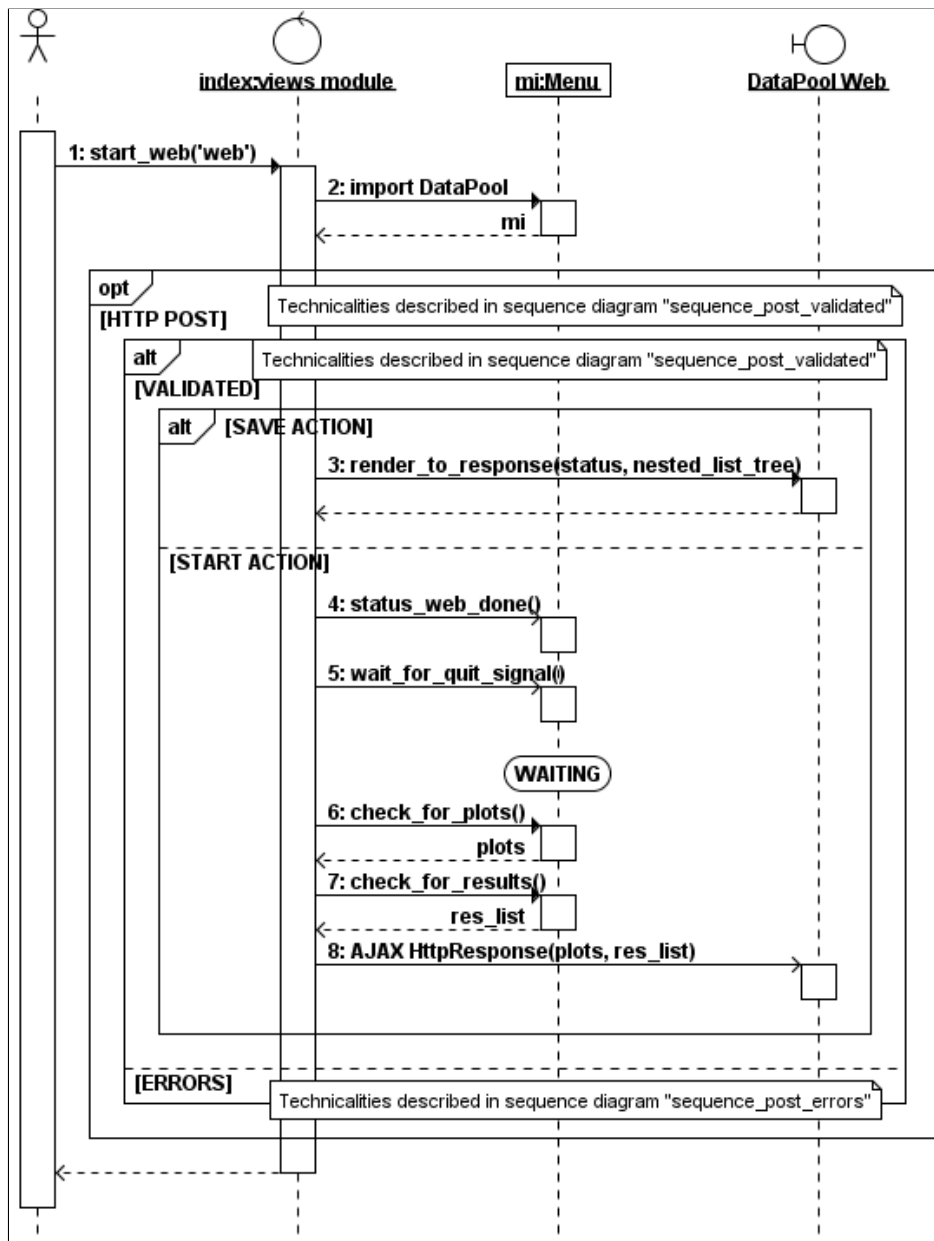 index:views module
mi:Menu
DataPool Web
1: start_web('web')
2: import DataPool
mi
opt
Technicalities described in sequence diagram "sequence_post_validated"
[HTTP POST]
alt
Technicalities described in sequence diagram "sequence_post_validated"
[VALIDATED]
alt
[SAVE ACTION]
3: render_to_response(status, nested_list_tree)
[START ACTION]
4: status_web_done()
5: wait_for_quit_signal()
WAITING
6: check_for_plots()
plots
7: check_for_results()
res_list
8: AJAX HttpResponse(plots, res_list)
[ERRORS]
Technicalities described in sequence diagram "sequence_post_errors"